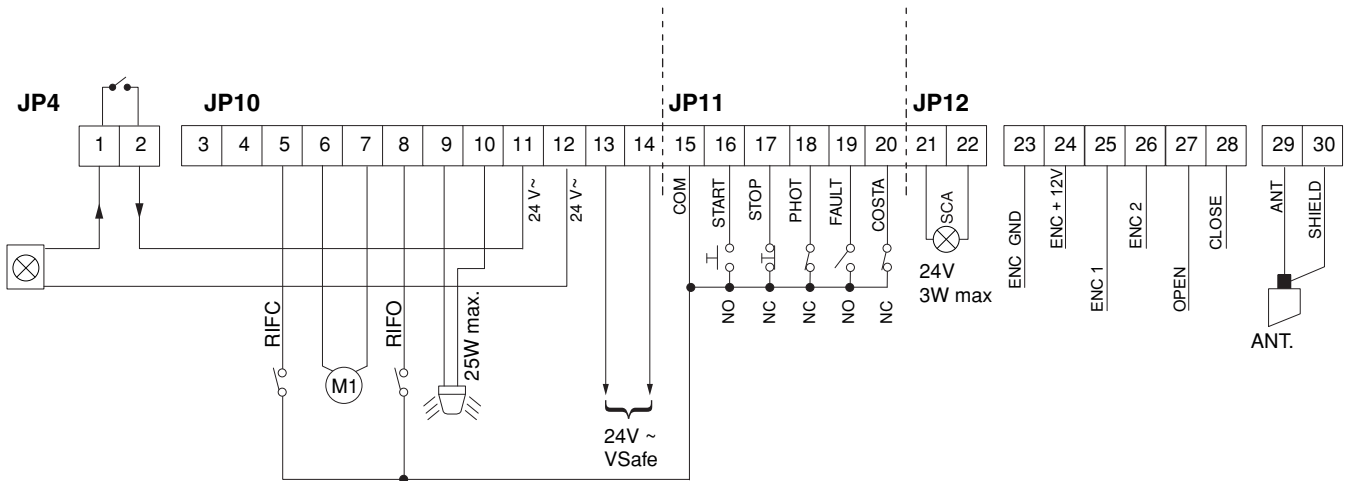 JP4 JP10 JP11 JP12
1 2 3 4 5 6 7 8 9 10 11 12 13 14 15 16 17 18 19 20 21 22 23 24 25 26 27 28 29 30
24 V~
24 V~
COM
START
STOP
PHOT
FAULT
COSTA
SCA
ENC GND
ENC + 12V
ENC 1
ENC 2
OPEN
CLOSE
ANT
SHIELD
24V
3W max
NO
NC
NC
NO
NC
RIFC
M1
RIFO
25W max.
ANT.
24V ~
VSafe